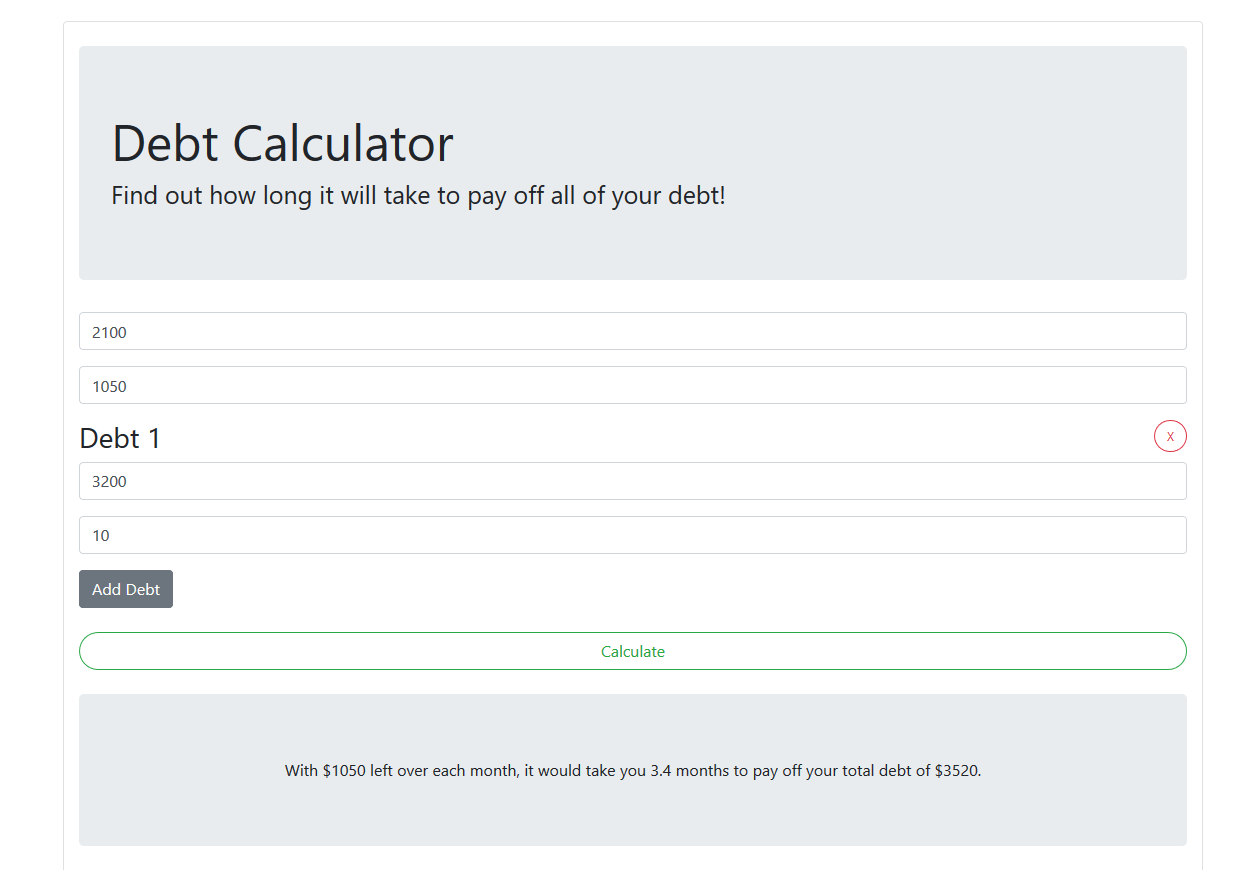 Debt Calculator
Find out how long it will take to pay off all of your debt!
2100
1050
Debt 1
X
3200
10
Add Debt
Calculate
With $1050 left over each month, it would take you 3.4 months to pay off your total debt of $3520.